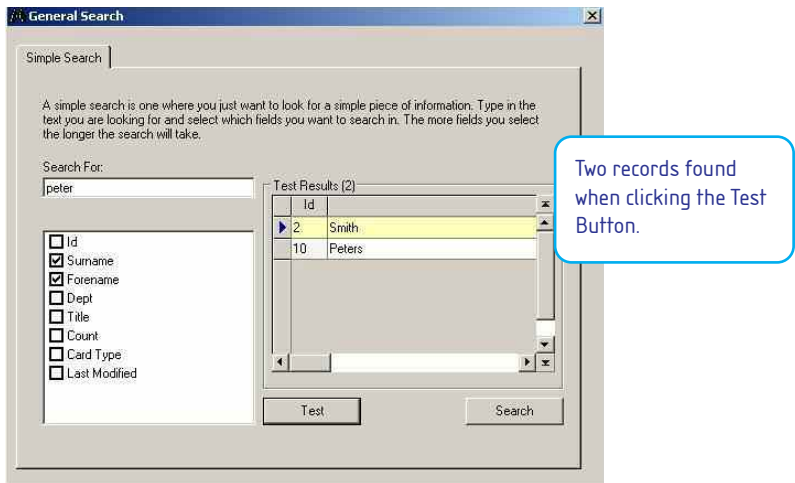 General Search
Simple Search
A simple search is one where you just want to look for a simple piece of information. Type in the
text you are looking for and select which fields you want to search in. The more fields you select
the longer the search will take.
Search For:
peter
Id
Surname
Forename
Dept
Title
Count
Card Type
Last Modified
Test Results (2)
Id
2 Smith
10 Peters
Test
Search
Two records found
when clicking the Test
Button.